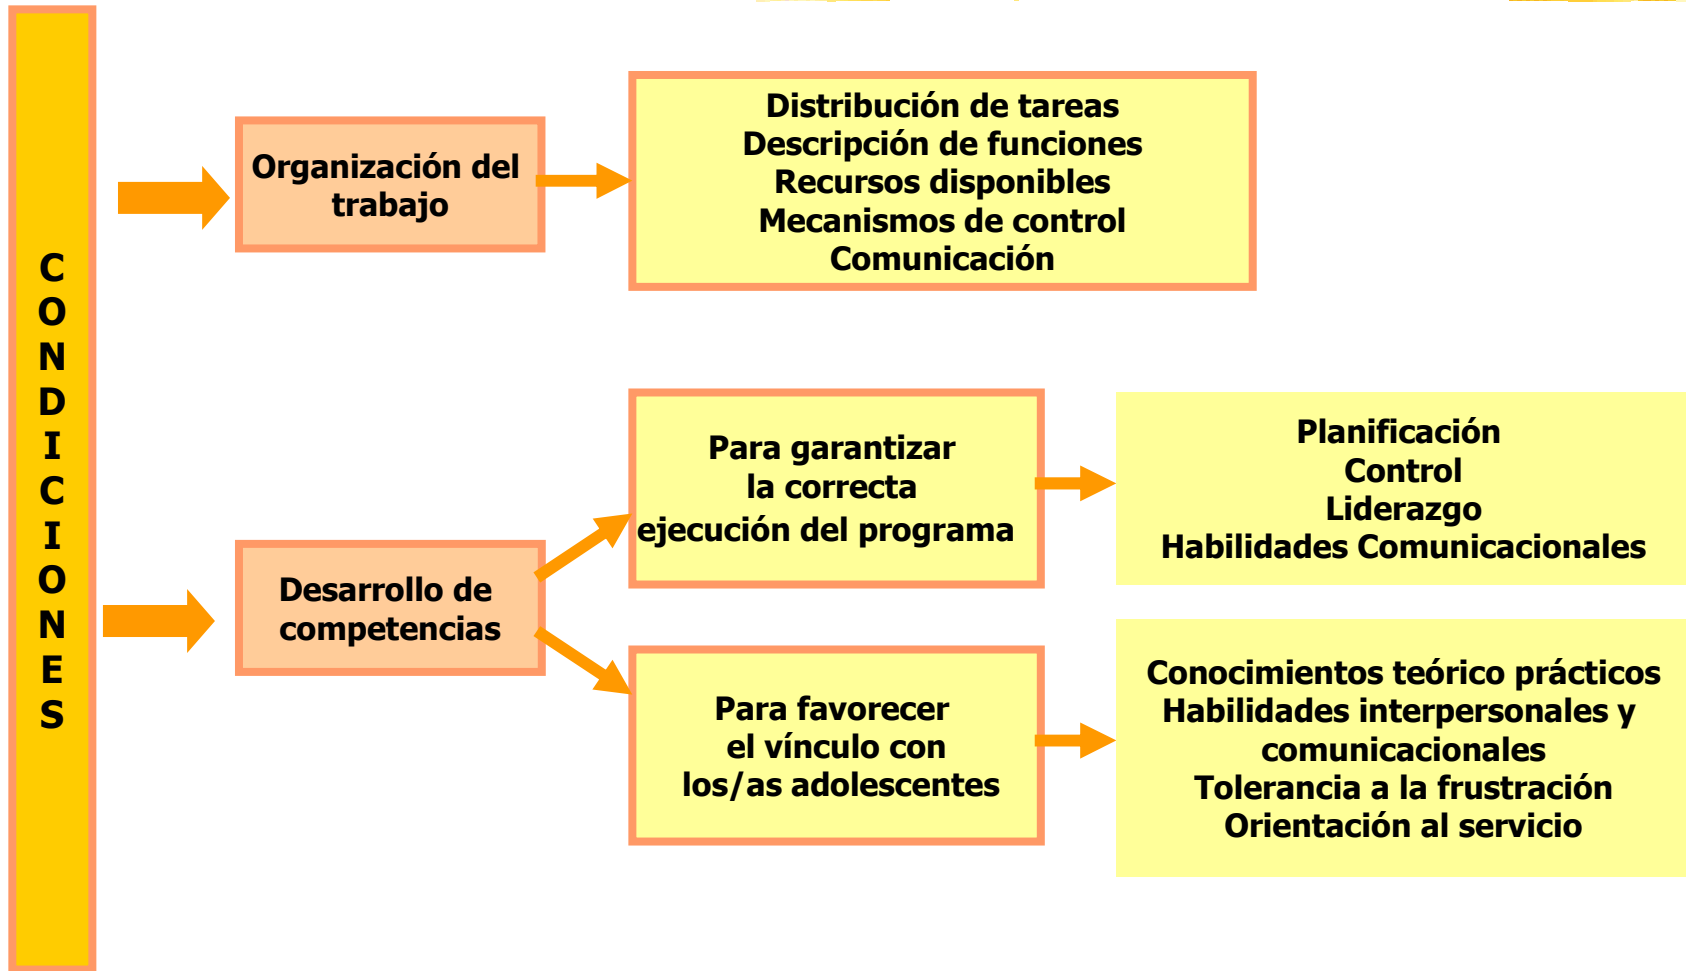 CONDICIONES
Organización del
trabajo
Distribución de tareas
Descripción de funciones
Recursos disponibles
Mecanismos de control
Comunicación
Desarrollo de
competencias
Para garantizar
la correcta
ejecución del programa
Planificación
Control
Liderazgo
Habilidades Comunicacionales
Para favorecer
el vínculo con
los/as adolescentes
Conocimientos teórico prácticos
Habilidades interpersonales y
comunicacionales
Tolerancia a la frustración
Orientación al servicio